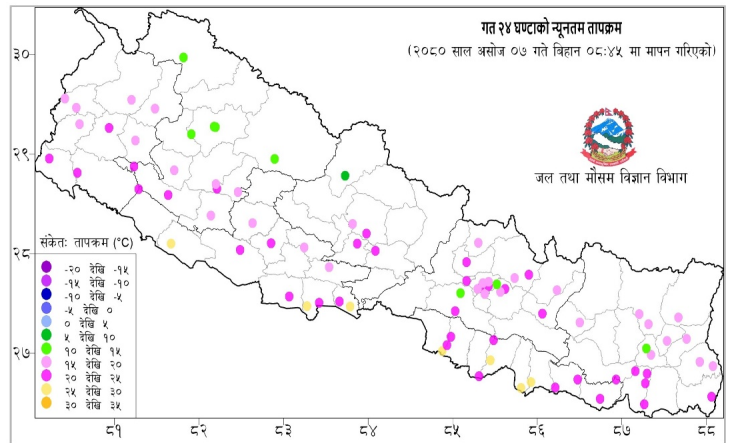 गत २४ घण्टाको न्यूनतम तापक्रम
(२०८० साल असोज ०७ गते बिहान ०८:४५ मा मापन गरिएको)
जल तथा मौसम विज्ञान विभाग
३०
२९
२८
२७
संकेतः तापक्रम (°C)
-२० देखि -१५
-१५ देखि -१०
-१० देखि -५
-५ देखि ०
० देखि ५
५ देखि १०
१० देखि १५
१५ देखि २०
२० देखि २५
२५ देखि ३०
३० देखि ३५
८१ ८२ ८३ ८४ ८५ ८६ ८७ ८८